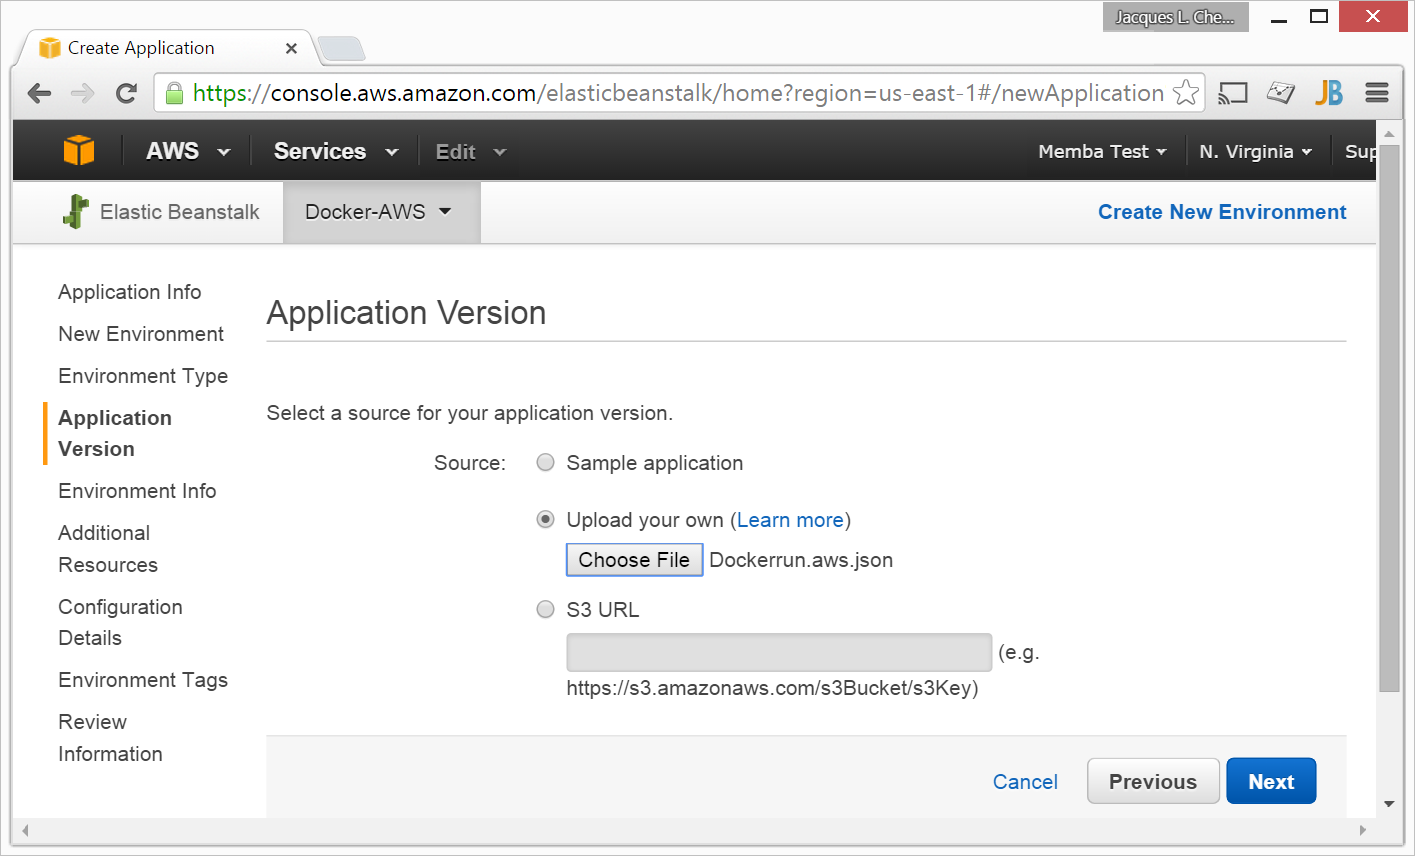 Jacques L. Che...
Create Application
https://console.aws.amazon.com/elasticbeanstalk/home?region=us-east-1#/newApplication
JB
AWS Services Edit Memba Test N. Virginia Sup
Elastic Beanstalk Docker-AWS Create New Environment
Application Info
New Environment
Environment Type
Application
Version
Environment Info
Additional
Resources
Configuration
Details
Environment Tags
Review
Information
Application Version
Select a source for your application version.
Source: Sample application
Upload your own (Learn more)
Choose File Dockerrun.aws.json
S3 URL
(e.g.
https://s3.amazonaws.com/s3Bucket/s3Key)
Cancel Previous Next